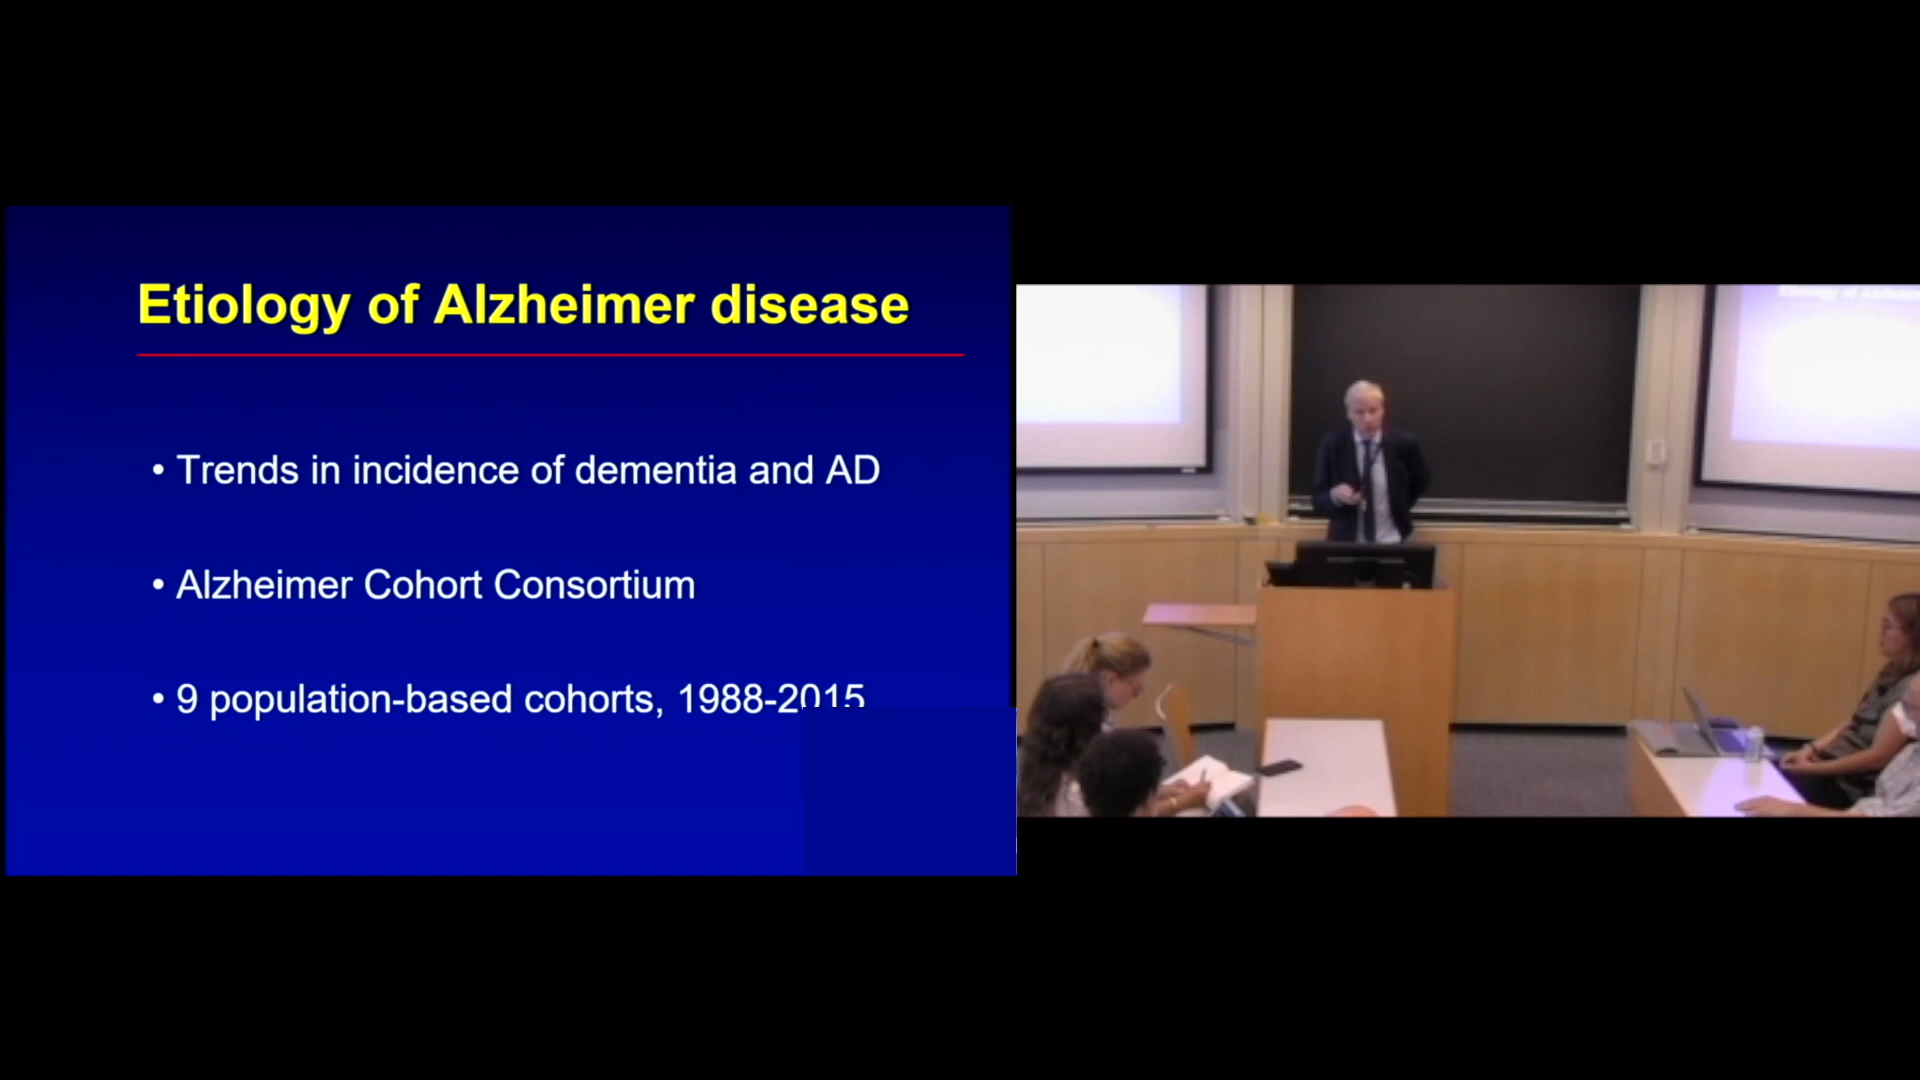 Etiology of Alzheimer disease
• Trends in incidence of dementia and AD
• Alzheimer Cohort Consortium
• 9 population-based cohorts, 1988-2015